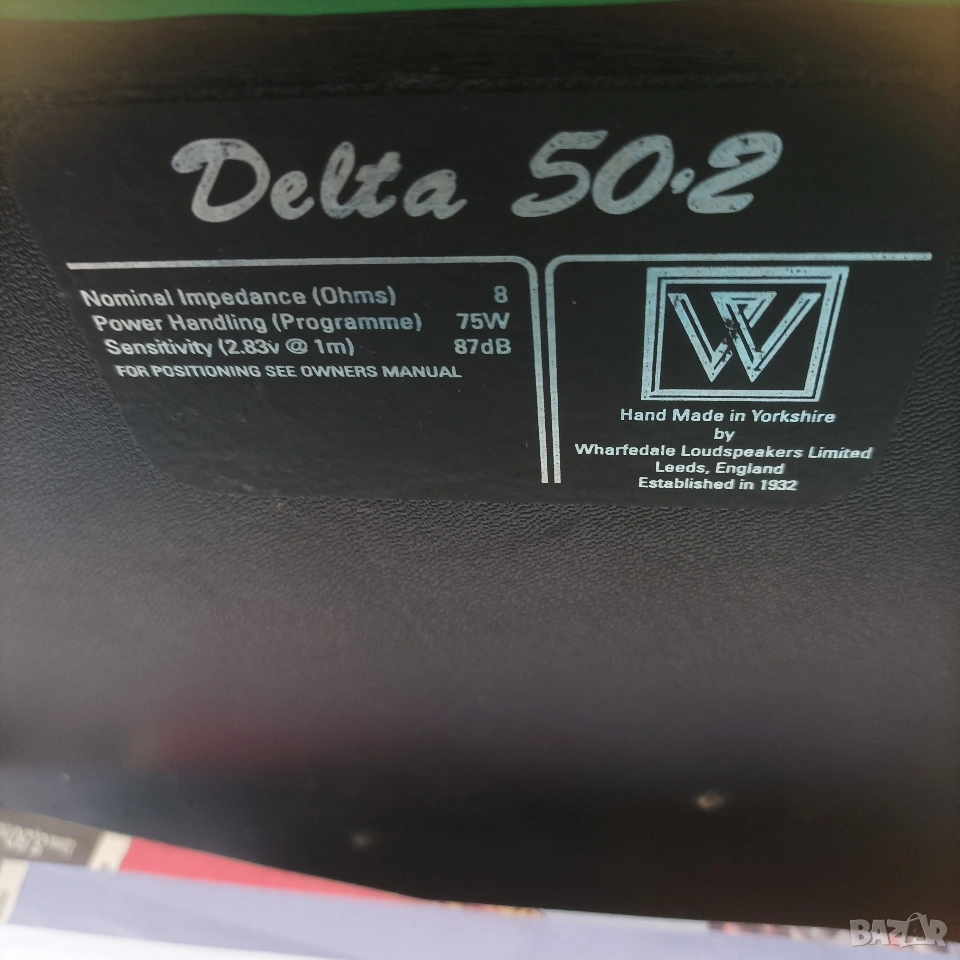 Delta 50.2
Nominal Impedance (Ohms) 8
Power Handling (Programme) 75W
Sensitivity (2.83v @ 1m) 87dB
FOR POSITIONING SEE OWNERS MANUAL
W
Hand Made in Yorkshire
by
Wharfedale Loudspeakers Limited
Leeds, England
Established in 1932
BAZAR